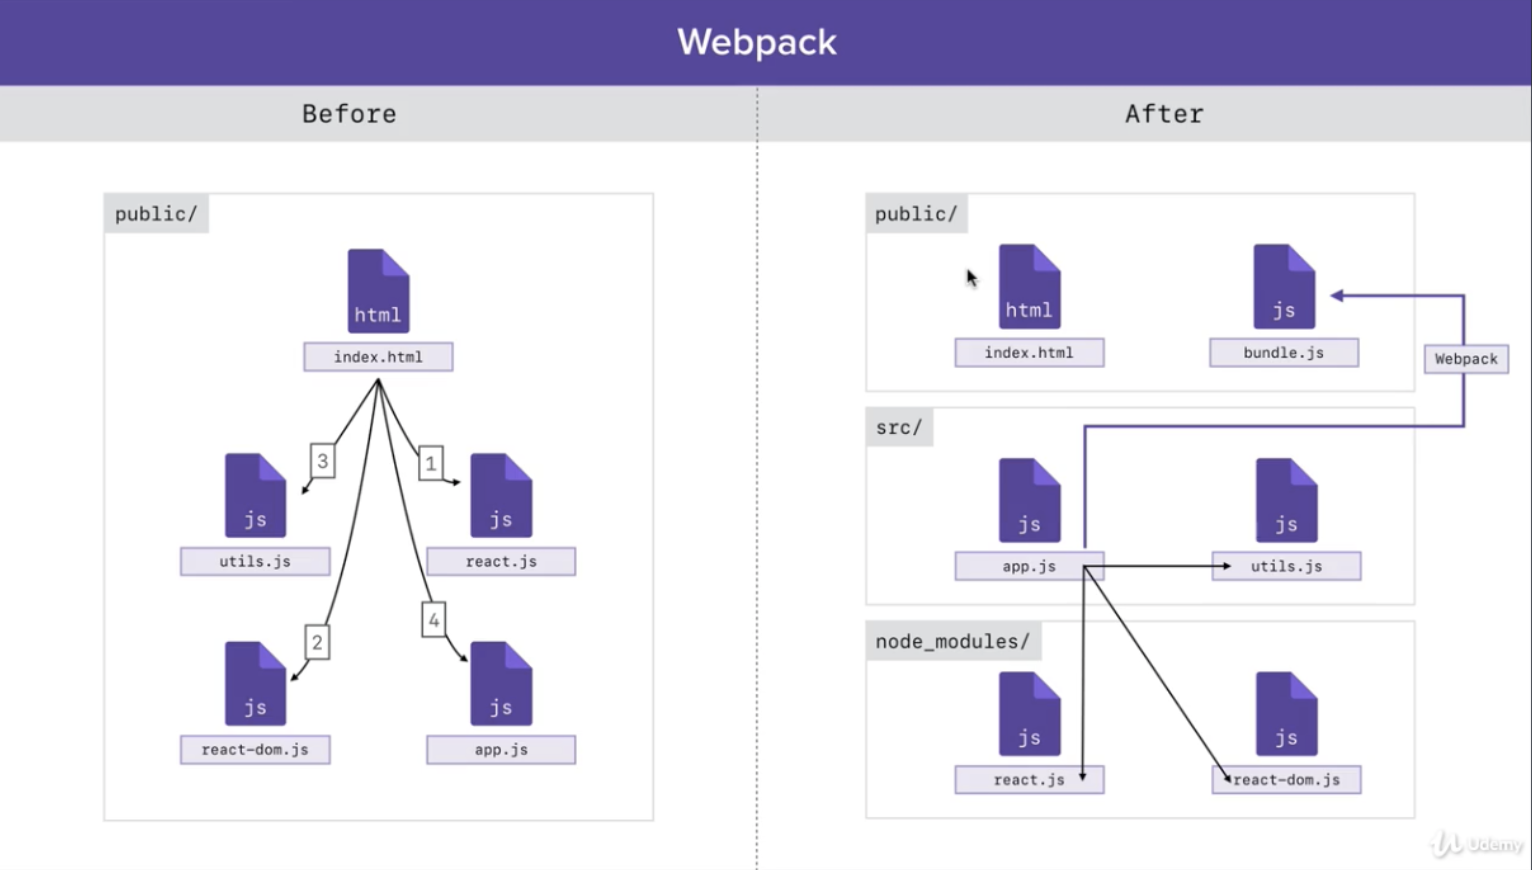 Webpack
Before
After
public/
html
index.html
3
1
js
utils.js
js
react.js
2
4
js
react-dom.js
js
app.js
public/
html
index.html
js
bundle.js
Webpack
src/
js
app.js
js
utils.js
node_modules/
js
react.js
js
react-dom.js
Udemy